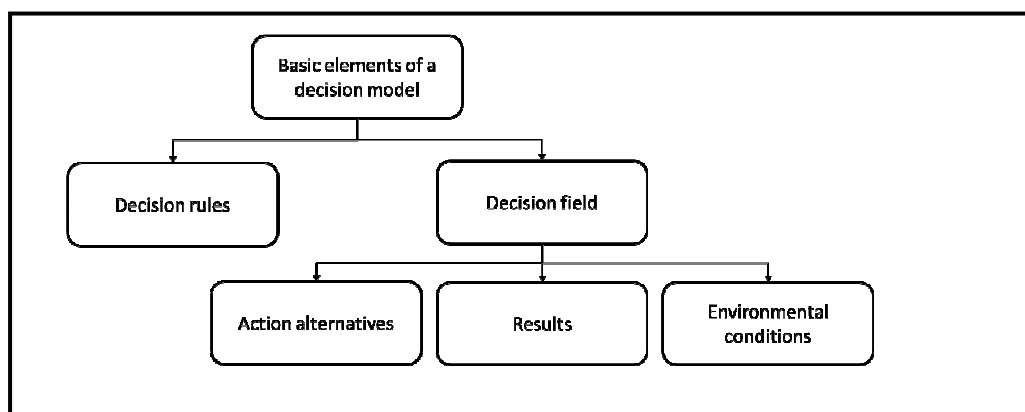 Basic elements of a
decision model
Decision rules
Decision field
Action alternatives
Results
Environmental
conditions